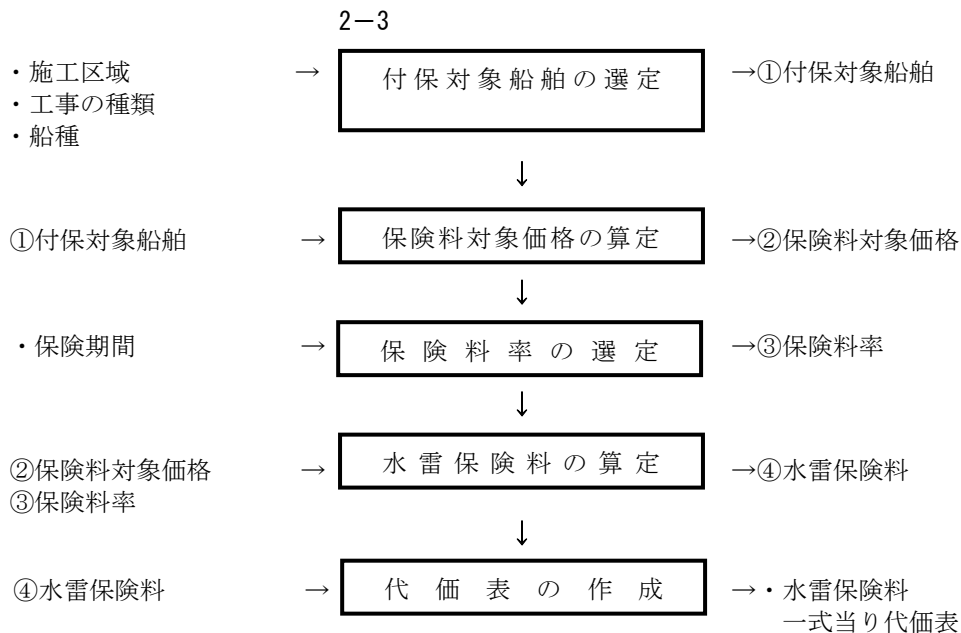 2－3
・施工区域 → 付保対象船舶の選定 →①付保対象船舶
・工事の種類
・船種
↓
①付保対象船舶 → 保険料対象価格の算定 →②保険料対象価格
↓
・保険期間 → 保険料率の選定 →③保険料率
↓
②保険料対象価格 → 水雷保険料の算定 →④水雷保険料
③保険料率
↓
④水雷保険料 → 代価表の作成 →・水雷保険料
一式当り代価表